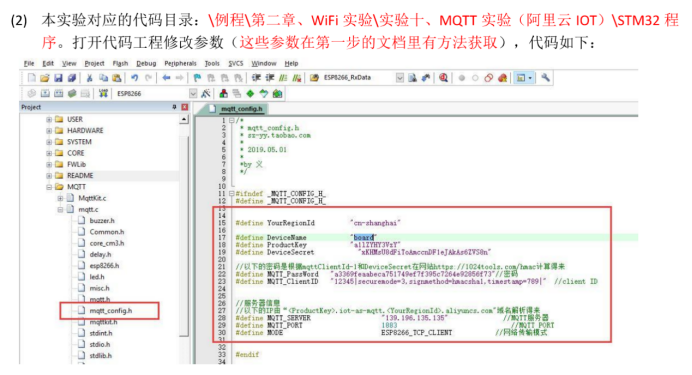 (2) 本实验对应的代码目录：\例程\第二章、WiFi 实验\实验十、MQTT 实验（阿里云 IOT）\STM32 程
序。打开代码工程修改参数（这些参数在第一步的文档里有方法获取），代码如下：
File Edit View Project Flash Debug Peripherals Tools SVCS Window Help
ESP8266_RxData
ESP8266
Project
mqtt_config.h
USER
HARDWARE
SYSTEM
CORE
FWLib
README
MQTT
MqttKit.c
mqtt.c
buzzer.h
Common.h
core_cm3.h
delay.h
esp8266.h
led.h
misc.h
mqtt.h
mqtt_config.h
mqttkit.h
stdint.h
stdio.h
stdlib.h
1 /*
2 * mqtt_config.h
3 * sz-yy.taobao.com
4 *
5 * 2019.05.01
6 *
7 *by 义
8 */
9
10
11 #ifndef _MQTT_CONFIG_H_
12 #define _MQTT_CONFIG_H_
13
14
15 #define YourRegionId "cn-shanghai"
16
17 #define DeviceName "board"
18 #define ProductKey "a1lZYHY3VzY"
19 #define DeviceSecret
20
21 //以下的密码是根据mqttClientId-1和DeviceSecret在网站https://1024tools.com/hmac计算得来
22 #define MQTT_PassWord "a3369feaabeca751749ef7f395c7264e92856f73"//密码
23 #define MQTT_ClientID "12345|securemode=3,signmethod=hmacsha1,timestamp=789|" //client ID
24
25
26 //服务器信息
27 //以下的IP由"<ProductKey>.iot-as-mqtt.<YourRegionId>.aliyuncs.com"域名解析得来
28 #define MQTT_SERVER "139.196.135.135" //MQTT服务器
29 #define MQTT_PORT 1883 //MQTT PORT
30 #define MODE ESP8266_TCP_CLIENT //网络传输模式
31
32
33 #endif
34